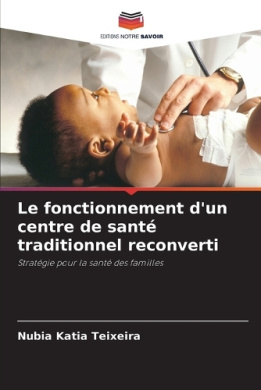 EDITIONS NOTRE SAVOIR
Le fonctionnement d'un
centre de santé
traditionnel reconverti
Stratégie pour la santé des familles
Nubia Katia Teixeira